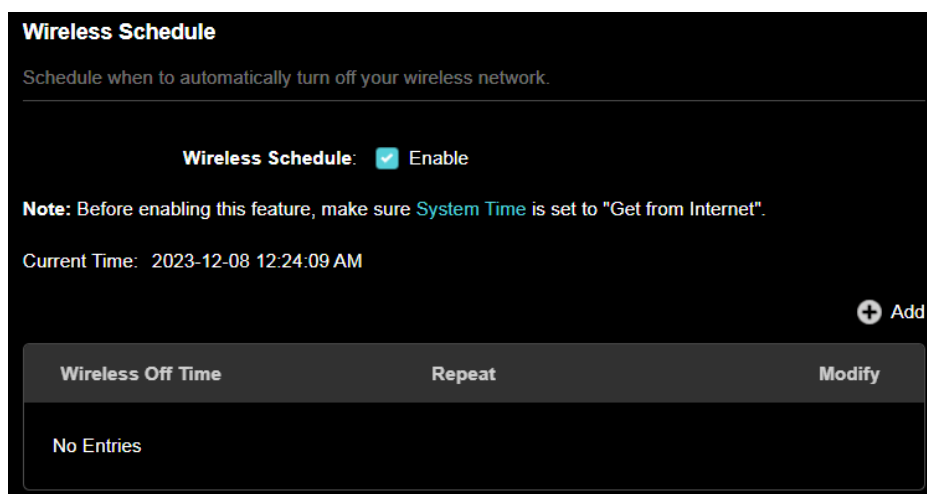 Wireless Schedule
Schedule when to automatically turn off your wireless network.
Wireless Schedule: Enable
Note: Before enabling this feature, make sure System Time is set to "Get from Internet".
Current Time: 2023-12-08 12:24:09 AM
Add
Wireless Off Time Repeat Modify
No Entries